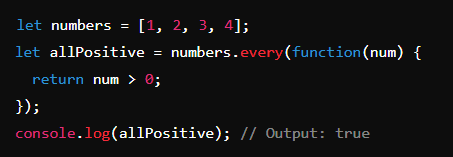 let numbers = [1, 2, 3, 4];
let allPositive = numbers.every(function(num) {
  return num > 0;
});
console.log(allPositive); // Output: true